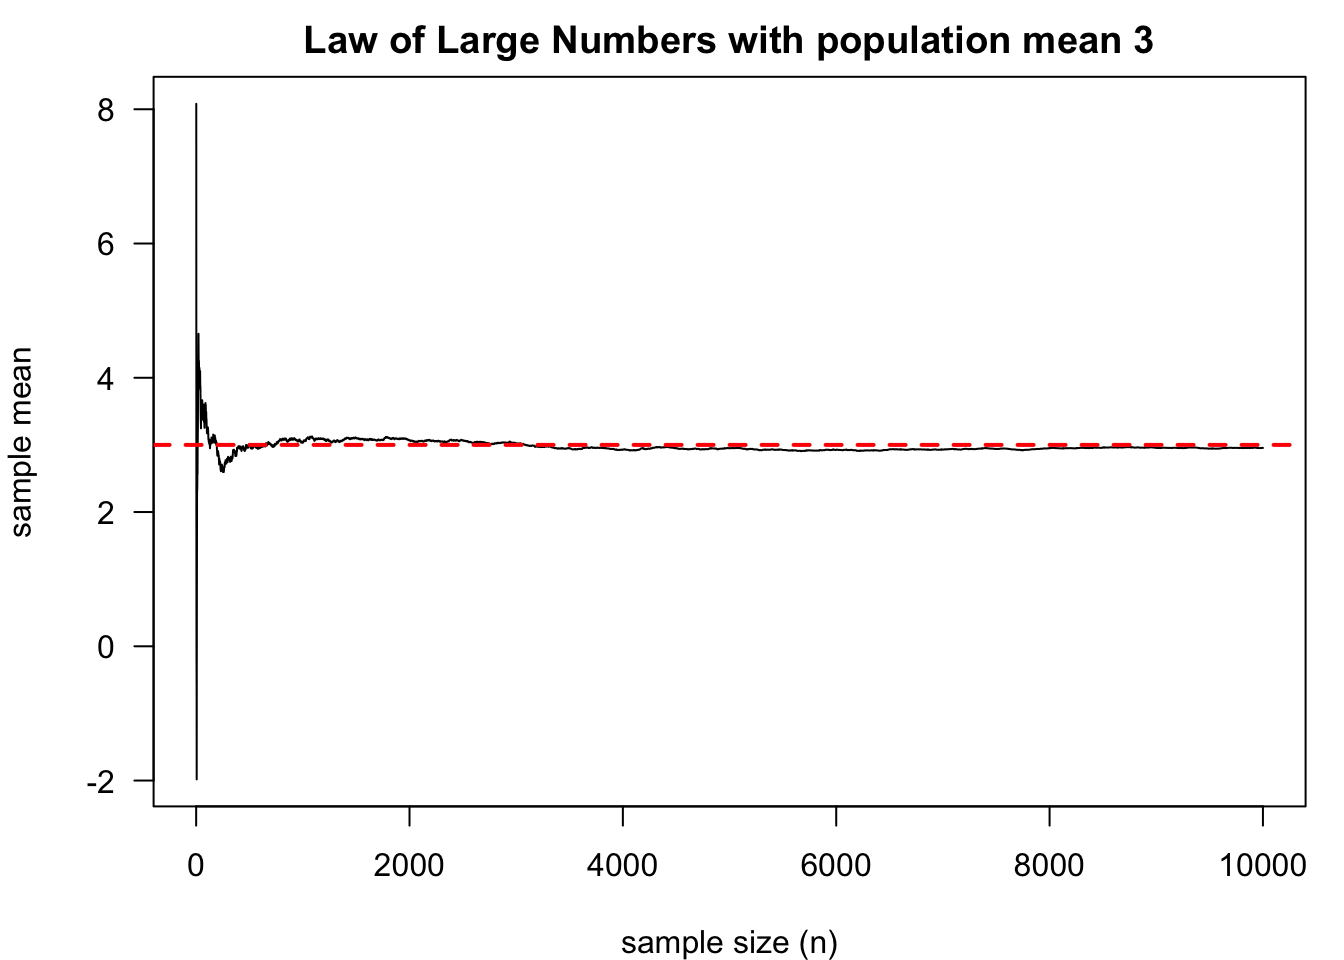 Law of Large Numbers with population mean 3
8
6
4
2
0
-2
sample mean
0 2000 4000 6000 8000 10000
sample size (n)